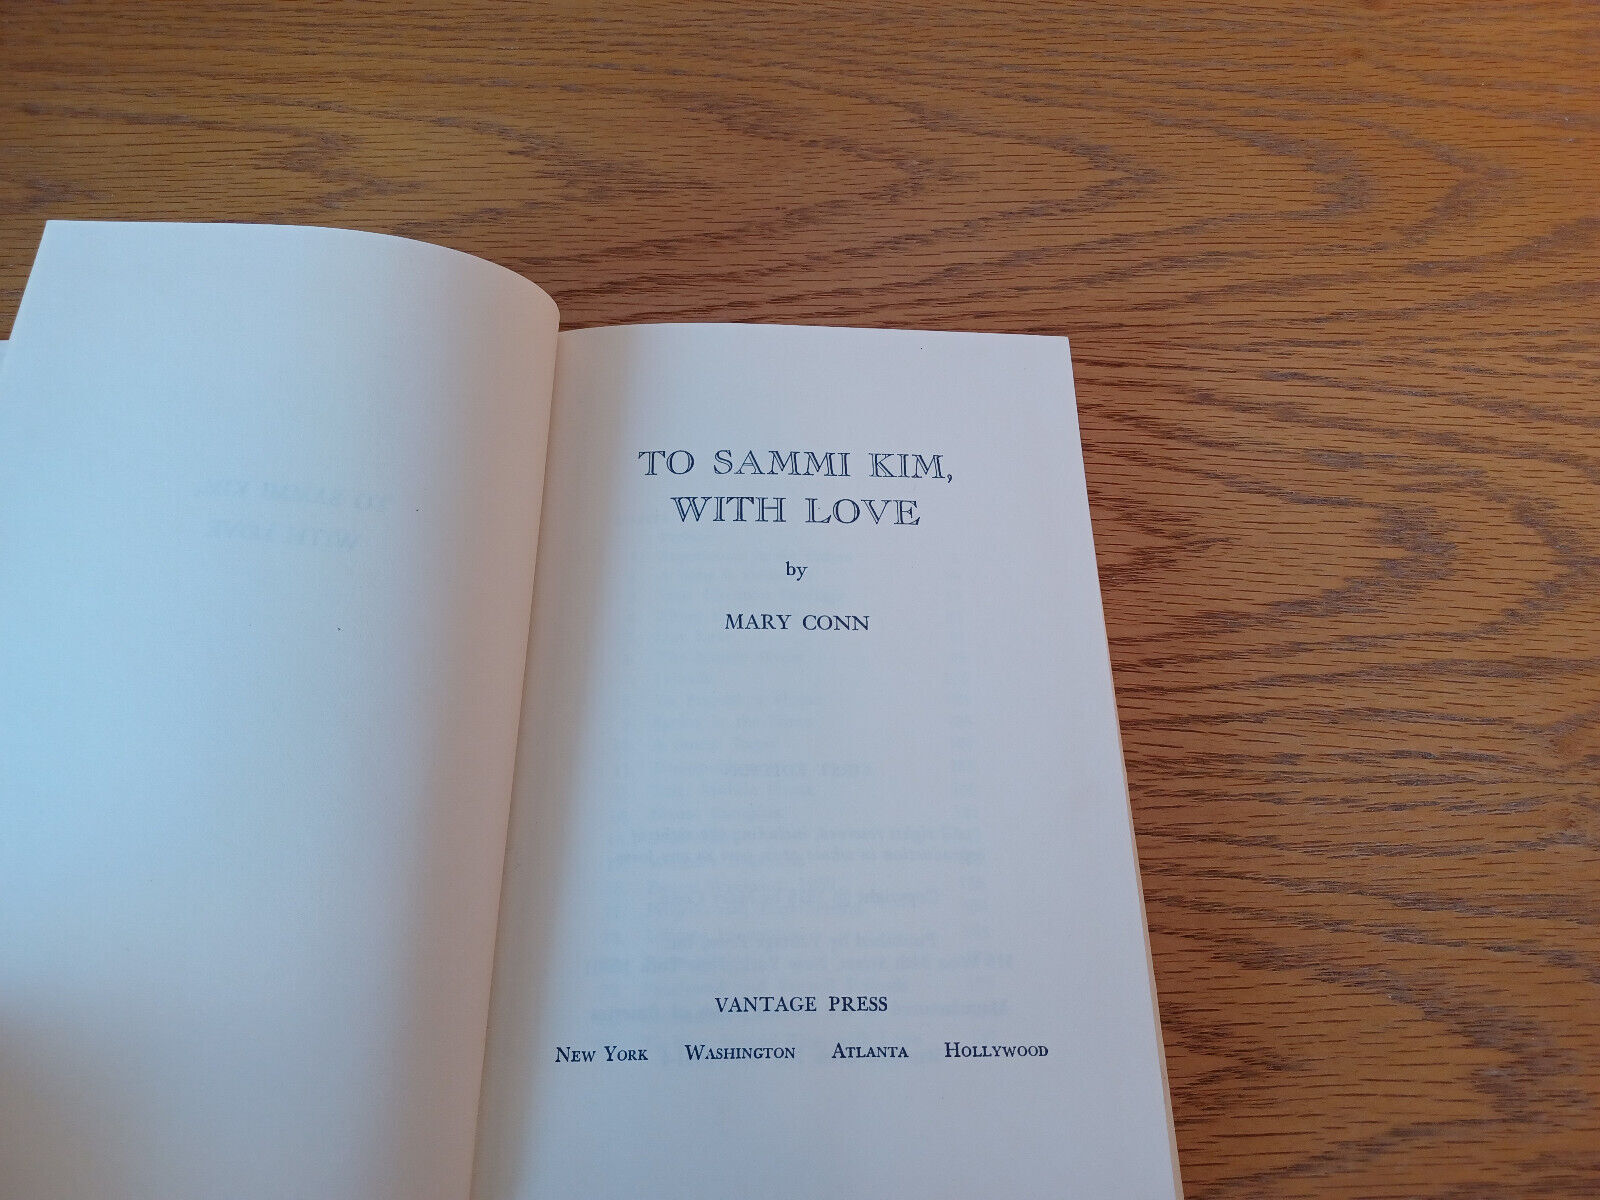 TO SAMMI KIM,
WITH LOVE
by
MARY CONN
VANTAGE PRESS
New York Washington Atlanta Hollywood